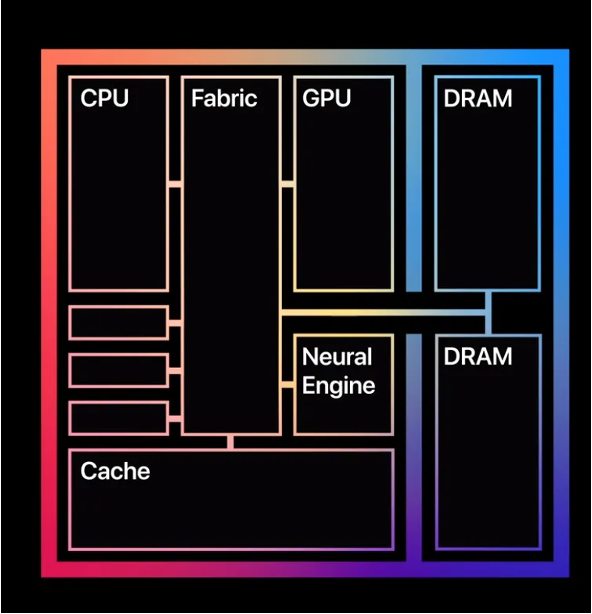 CPU
Fabric
GPU
DRAM
Neural
Engine
DRAM
Cache